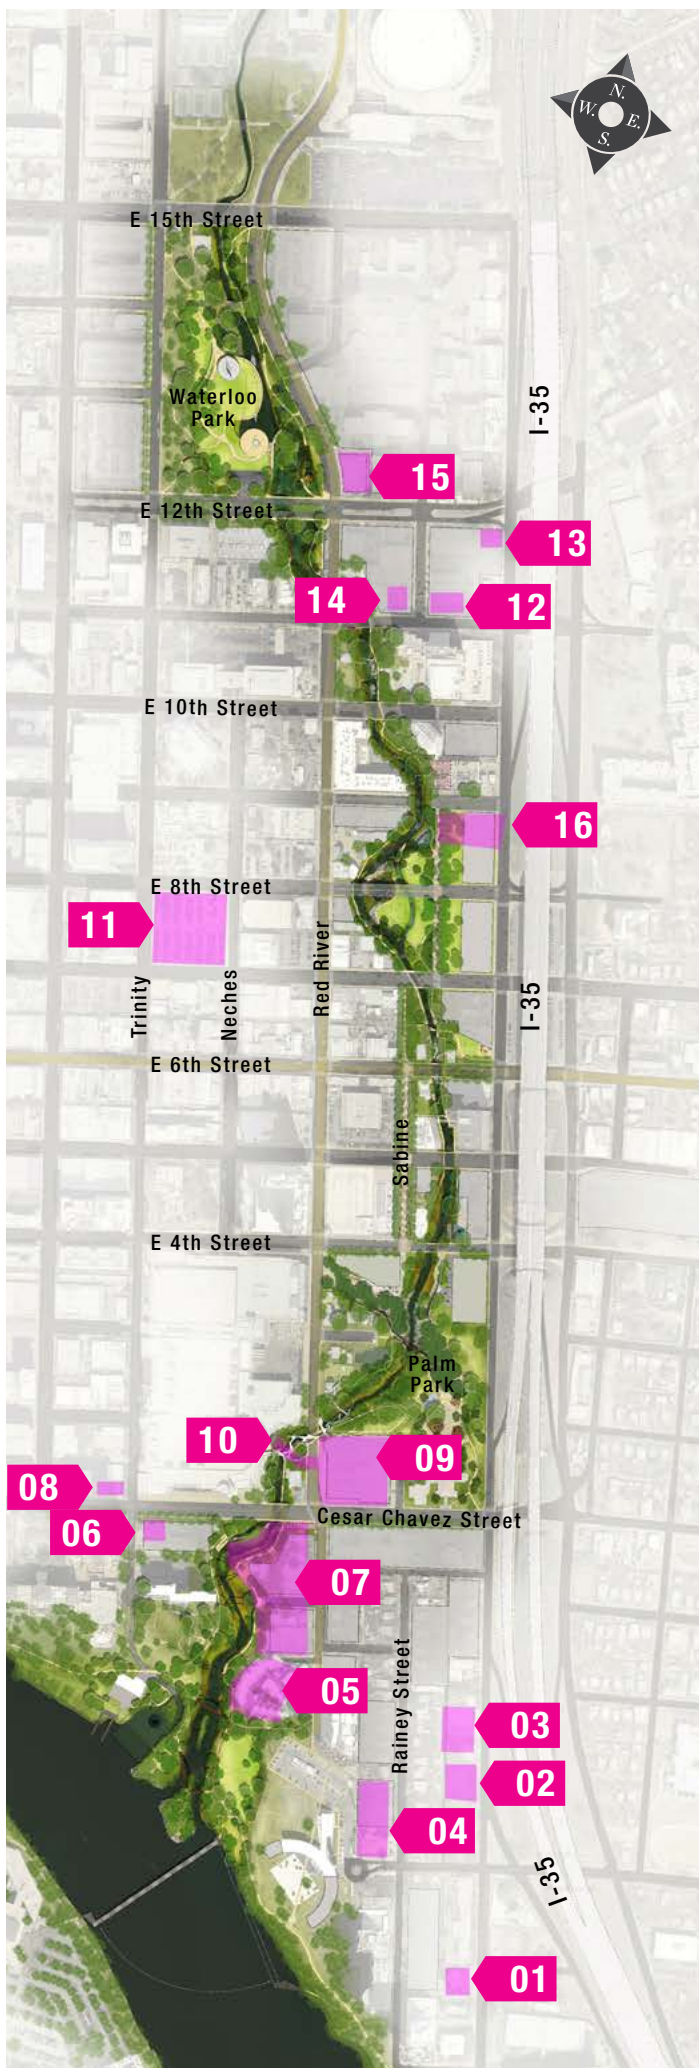 N.
W.
E.
S.
E 15th Street
I-35
Waterloo
Park
15
E 12th Street
13
14
12
E 10th Street
16
E 8th Street
11
Trinity
Neches
Red River
I-35
E 6th Street
Sabine
E 4th Street
Palm
Park
10
09
08
Cesar Chavez Street
06
07
Rainey Street
05
03
02
04
I-35
01